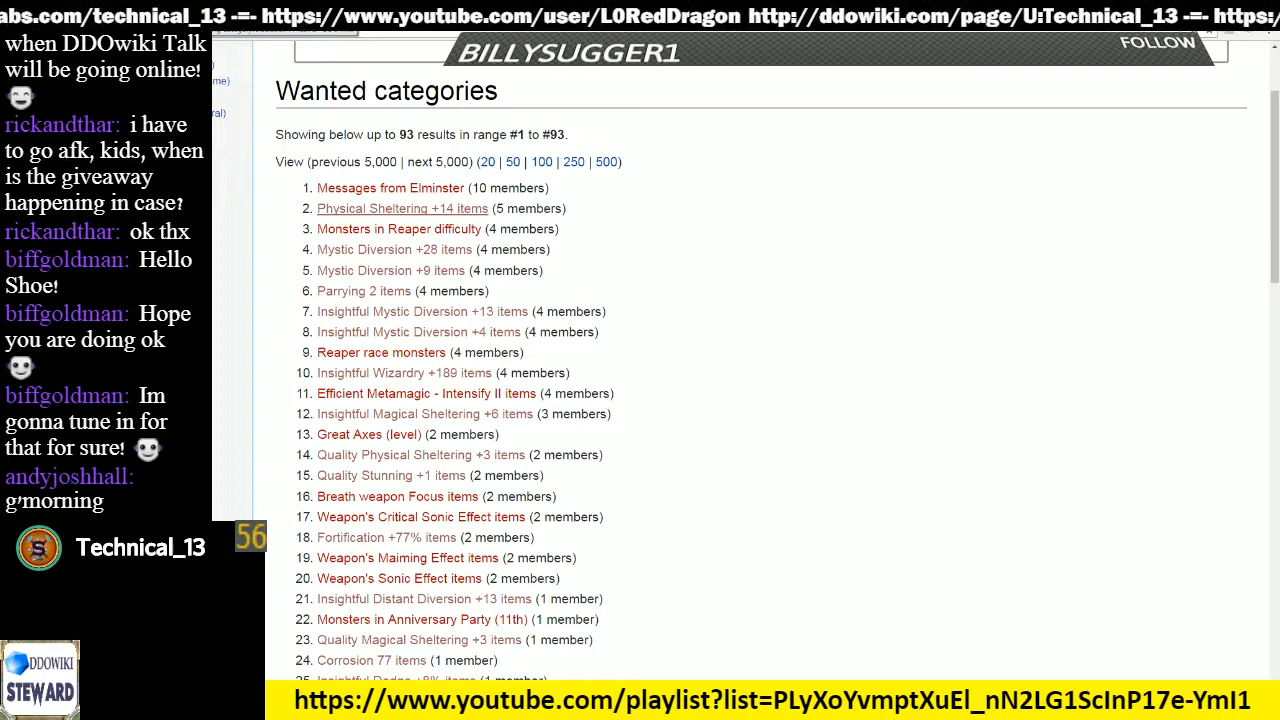 abs.com/technical_13 -=- https://www.youtube.com/user/L0RedDragon http://ddowiki.com/page/U:Technical_13 -=- https:/
BILLYSUGGER1
FOLLOW
when DDOwiki Talk
will be going online!
rickandthar: i have
to go afk, kids, when
is the giveaway
happening in case?
rickandthar: ok thx
biffgoldman: Hello
Shoe!
biffgoldman: Hope
you are doing ok
biffgoldman: Im
gonna tune in for
that for sure!
andyjoshhall:
g'morning
Technical_13
56
DDOWIKI
STEWARD
me)
ral)
Wanted categories
Showing below up to 93 results in range #1 to #93.
View (previous 5,000 | next 5,000) (20 | 50 | 100 | 250 | 500)
1. Messages from Elminster (10 members)
2. Physical Sheltering +14 items (5 members)
3. Monsters in Reaper difficulty (4 members)
4. Mystic Diversion +28 items (4 members)
5. Mystic Diversion +9 items (4 members)
6. Parrying 2 items (4 members)
7. Insightful Mystic Diversion +13 items (4 members)
8. Insightful Mystic Diversion +4 items (4 members)
9. Reaper race monsters (4 members)
10. Insightful Wizardry +189 items (4 members)
11. Efficient Metamagic - Intensify II items (4 members)
12. Insightful Magical Sheltering +6 items (3 members)
13. Great Axes (level) (2 members)
14. Quality Physical Sheltering +3 items (2 members)
15. Quality Stunning +1 items (2 members)
16. Breath weapon Focus items (2 members)
17. Weapon's Critical Sonic Effect items (2 members)
18. Fortification +77% items (2 members)
19. Weapon's Maiming Effect items (2 members)
20. Weapon's Sonic Effect items (2 members)
21. Insightful Distant Diversion +13 items (1 member)
22. Monsters in Anniversary Party (11th) (1 member)
23. Quality Magical Sheltering +3 items (1 member)
24. Corrosion 77 items (1 member)
25. Insightful Dodge +8% items (1 member)
https://www.youtube.com/playlist?list=PLyXoYvmptXuEl_nN2LG1ScInP17e-YmI1